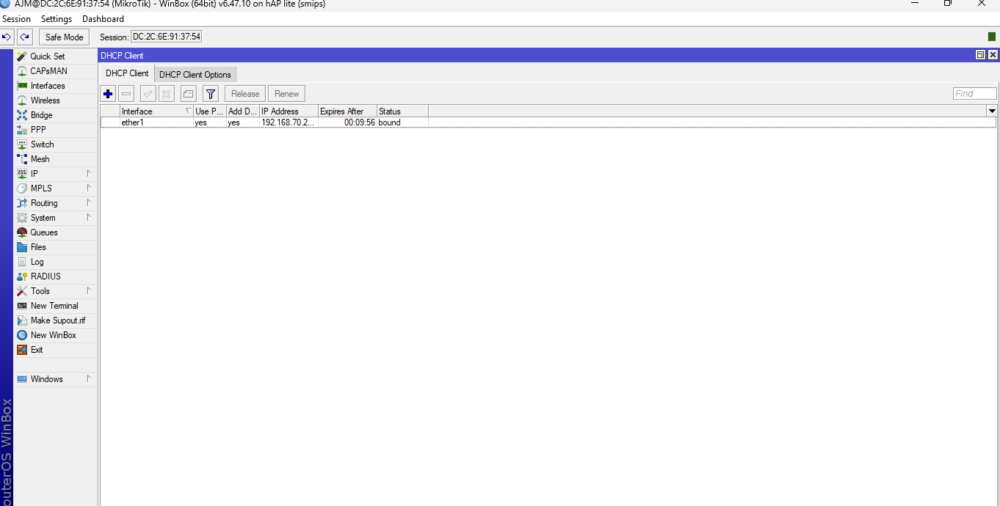 AJM@DC:2C:6E:91:37:54 (MikroTik) - WinBox (64bit) v6.47.10 on hAP lite (smips)
Session Settings Dashboard
Safe Mode Session: DC:2C:6E:91:37:54
Quick Set
CAPsMAN
Interfaces
Wireless
Bridge
PPP
Switch
Mesh
IP
MPLS
Routing
System
Queues
Files
Log
RADIUS
Tools
New Terminal
Make Supout.rif
New WinBox
Exit
Windows
outerOS WinBox
DHCP Client
DHCP Client DHCP Client Options
Release Renew Find
Interface Use P... Add D... IP Address Expires After Status
ether1 yes yes 192.168.70.2... 00:09:56 bound